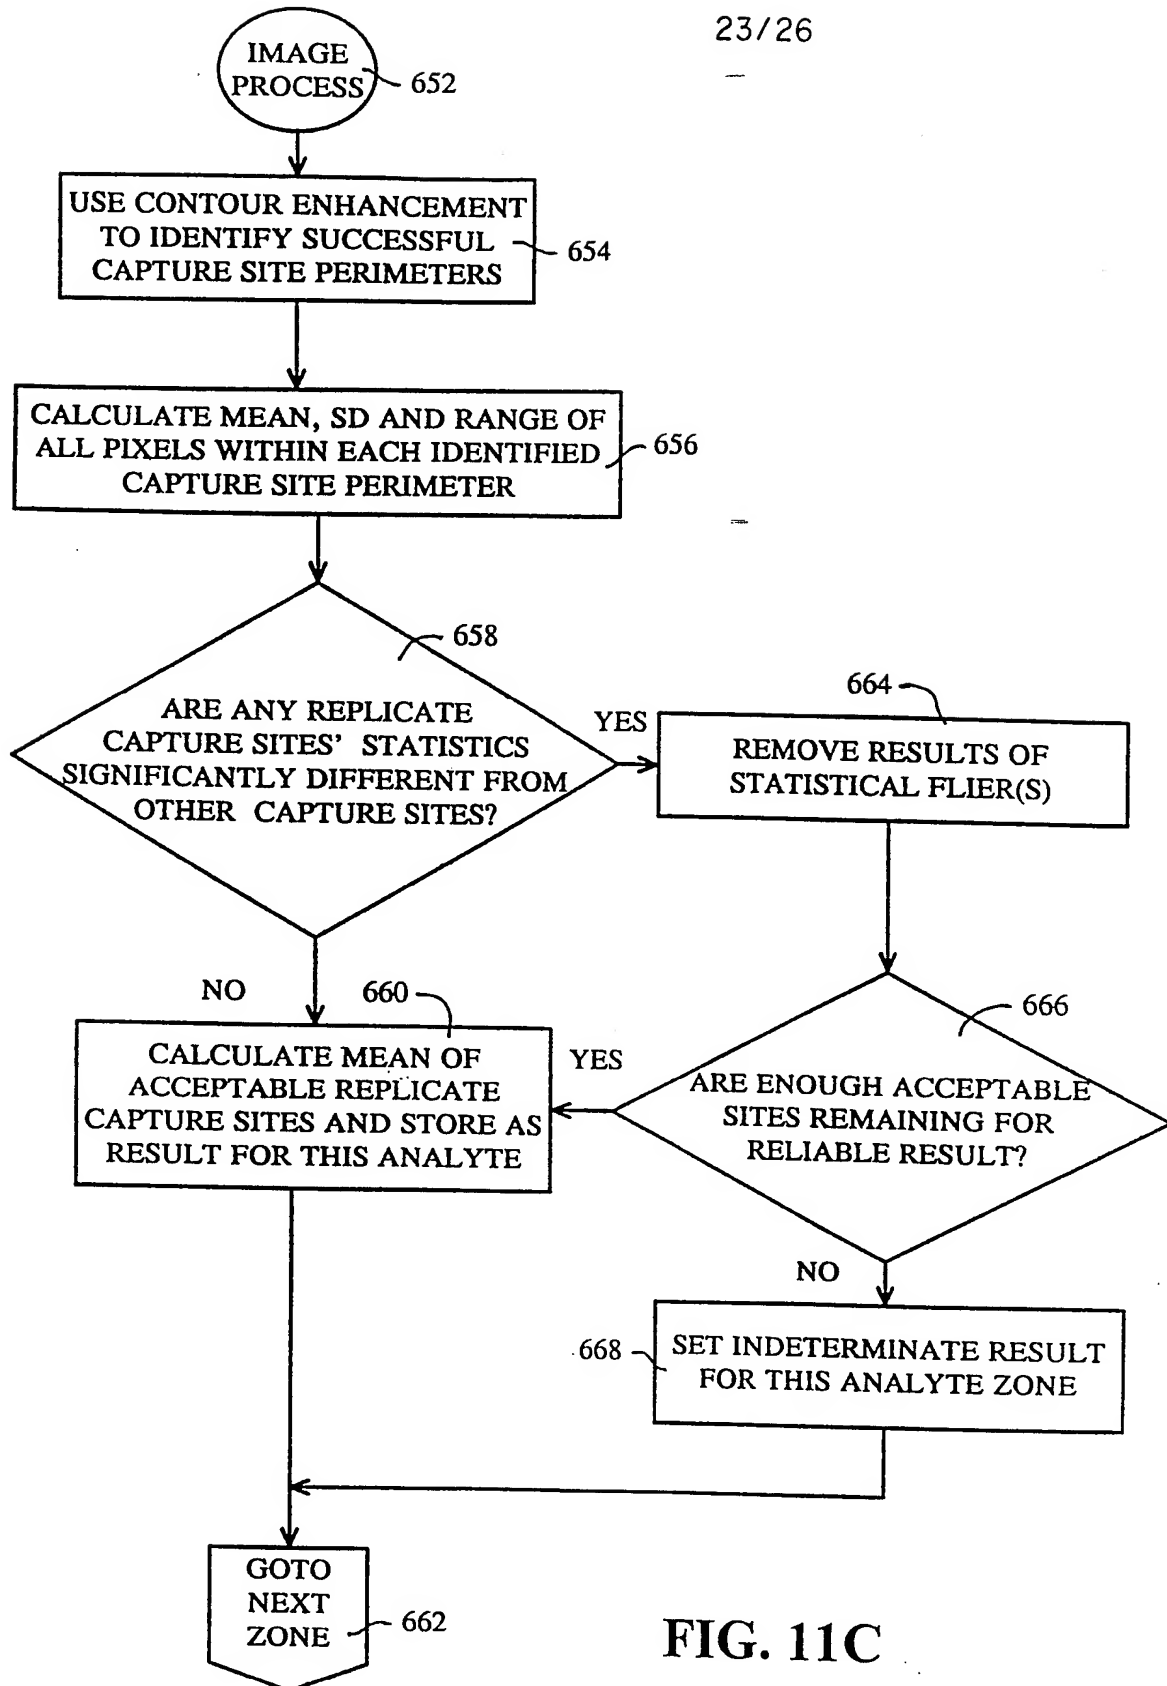 23/26
IMAGE
PROCESS
652
USE CONTOUR ENHANCEMENT
TO IDENTIFY SUCCESSFUL
CAPTURE SITE PERIMETERS
654
CALCULATE MEAN, SD AND RANGE OF
ALL PIXELS WITHIN EACH IDENTIFIED
CAPTURE SITE PERIMETER
656
658
ARE ANY REPLICATE
CAPTURE SITES' STATISTICS
SIGNIFICANTLY DIFFERENT FROM
OTHER CAPTURE SITES?
YES
664
REMOVE RESULTS OF
STATISTICAL FLIER(S)
NO
660
CALCULATE MEAN OF
ACCEPTABLE REPLICATE
CAPTURE SITES AND STORE AS
RESULT FOR THIS ANALYTE
YES
666
ARE ENOUGH ACCEPTABLE
SITES REMAINING FOR
RELIABLE RESULT?
NO
668
SET INDETERMINATE RESULT
FOR THIS ANALYTE ZONE
GOTO
NEXT
ZONE
662
FIG. 11C